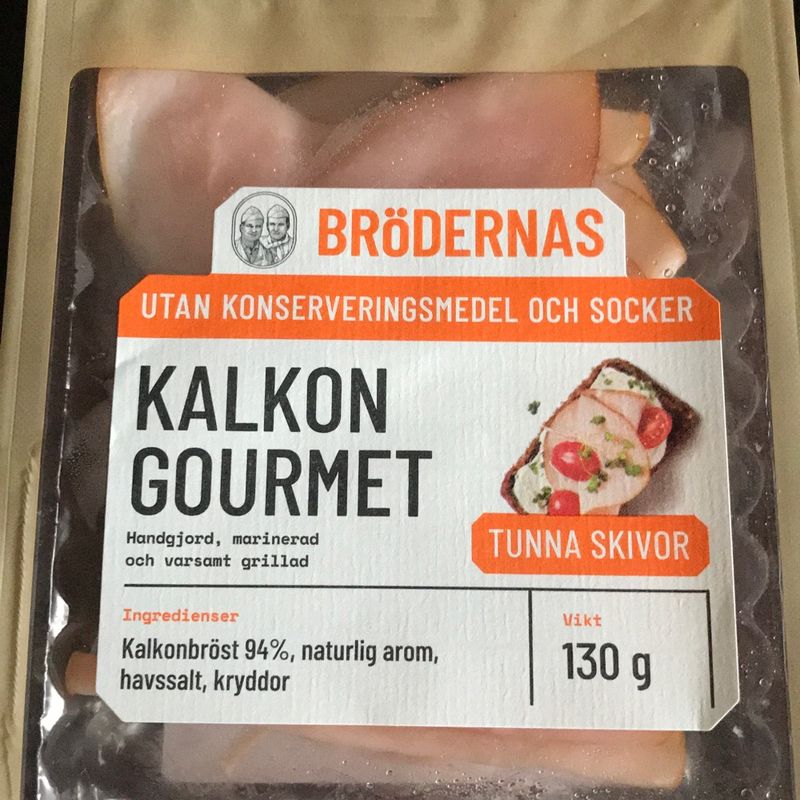 BRöDERNAS
UTAN KONSERVERINGSMEDEL OCH SOCKER
KALKON
GOURMET
Handgjord, marinerad
och varsamt grillad
TUNNA SKIVOR
Ingredienser
Kalkonbröst 94%, naturlig arom,
havssalt, kryddor
Vikt
130 g